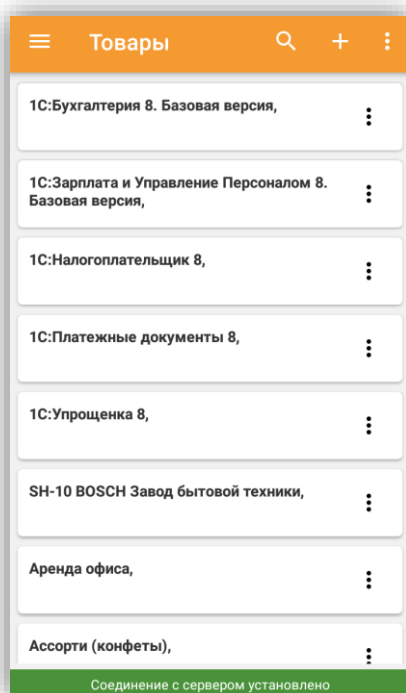 Товары
1С:Бухгалтерия 8. Базовая версия,
1С:Зарплата и Управление Персоналом 8.
Базовая версия,
1С:Налогоплательщик 8,
1С:Платежные документы 8,
1С:Упрощенка 8,
SH-10 BOSCH Завод бытовой техники,
Аренда офиса,
Ассорти (конфеты),
Соединение с сервером установлено